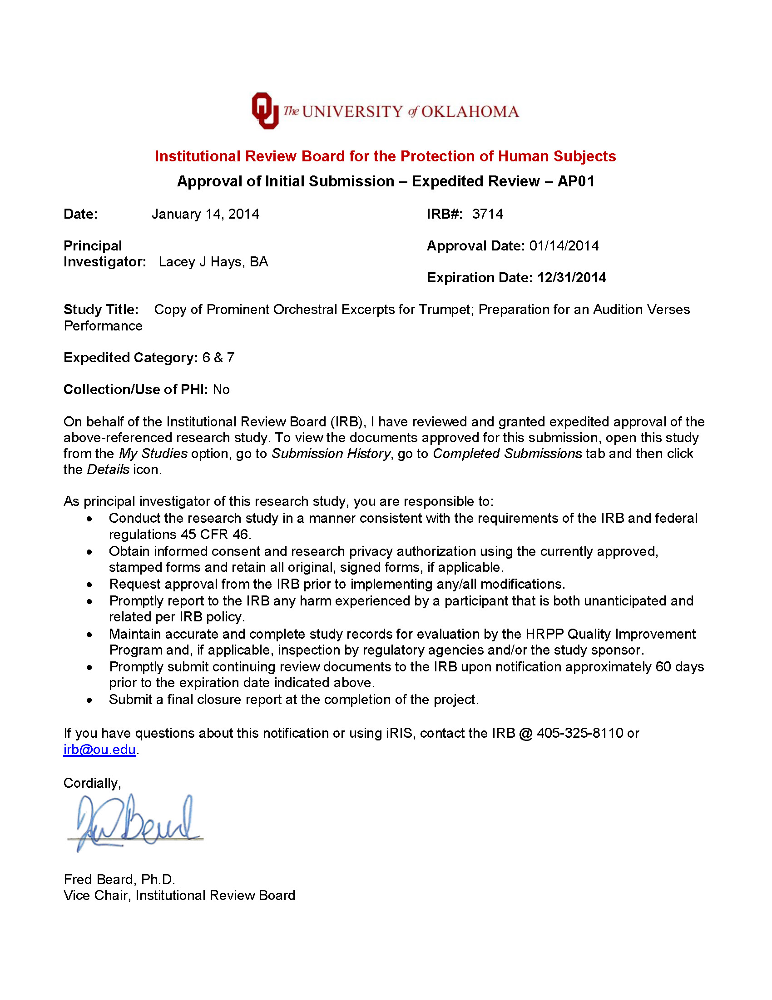 The UNIVERSITY of OKLAHOMA
Institutional Review Board for the Protection of Human Subjects
Approval of Initial Submission – Expedited Review – AP01
Date: January 14, 2014 IRB#: 3714
Principal
Investigator: Lacey J Hays, BA
Approval Date: 01/14/2014
Expiration Date: 12/31/2014
Study Title: Copy of Prominent Orchestral Excerpts for Trumpet; Preparation for an Audition Verses
Performance
Expedited Category: 6 & 7
Collection/Use of PHI: No
On behalf of the Institutional Review Board (IRB), I have reviewed and granted expedited approval of the
above-referenced research study. To view the documents approved for this submission, open this study
from the My Studies option, go to Submission History, go to Completed Submissions tab and then click
the Details icon.
As principal investigator of this research study, you are responsible to:
• Conduct the research study in a manner consistent with the requirements of the IRB and federal
regulations 45 CFR 46.
• Obtain informed consent and research privacy authorization using the currently approved,
stamped forms and retain all original, signed forms, if applicable.
• Request approval from the IRB prior to implementing any/all modifications.
• Promptly report to the IRB any harm experienced by a participant that is both unanticipated and
related per IRB policy.
• Maintain accurate and complete study records for evaluation by the HRPP Quality Improvement
Program and, if applicable, inspection by regulatory agencies and/or the study sponsor.
• Promptly submit continuing review documents to the IRB upon notification approximately 60 days
prior to the expiration date indicated above.
• Submit a final closure report at the completion of the project.
If you have questions about this notification or using iRIS, contact the IRB @ 405-325-8110 or
irb@ou.edu.
Cordially,
Fred Beard, Ph.D.
Vice Chair, Institutional Review Board